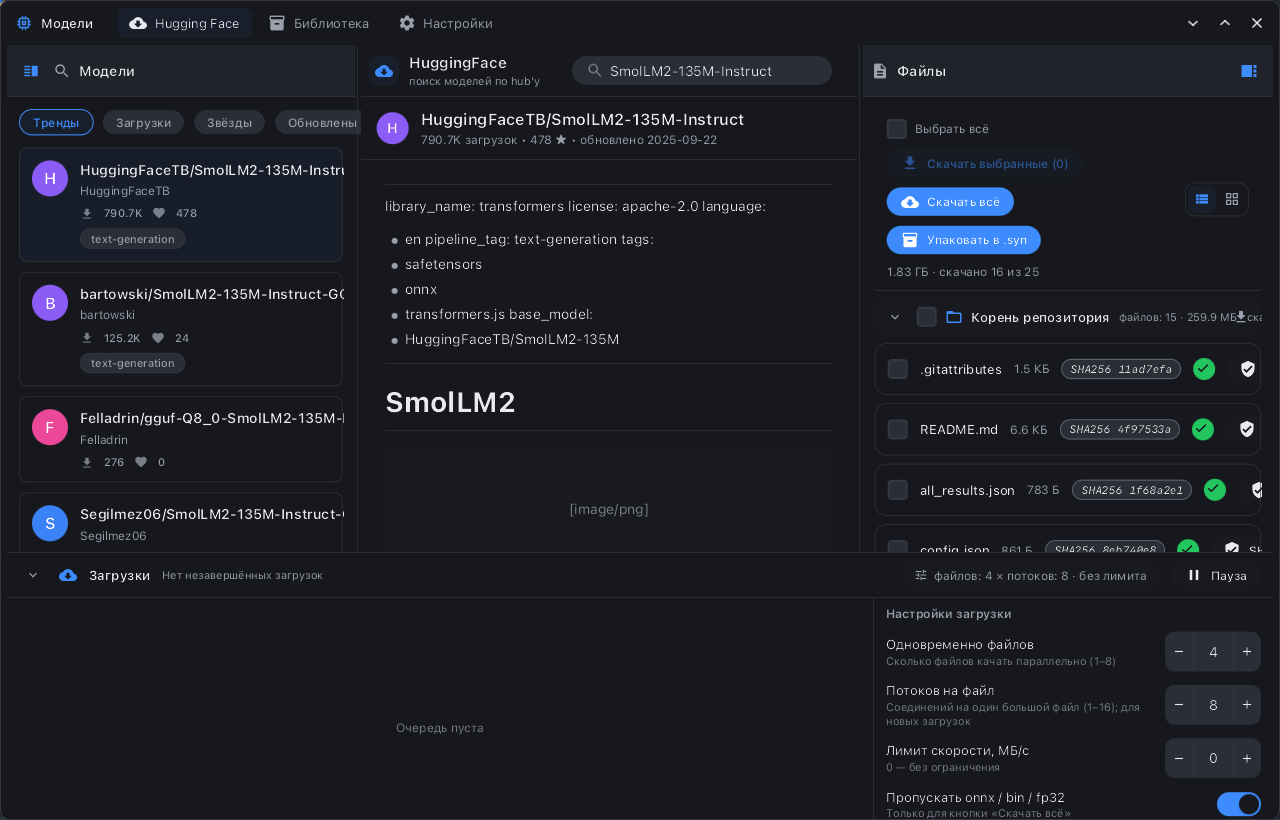 Модели
Hugging Face
Библиотека
Настройки
Модели
Тренды
Загрузки
Звёзды
Обновлены
H
HuggingFaceTB/SmolLM2-135M-Instru
HuggingFaceTB
790.7K 478
text-generation
B
bartowski/SmolLM2-135M-Instruct-GG
bartowski
125.2K 24
text-generation
F
Felladrin/gguf-Q8_0-SmolLM2-135M-I
Felladrin
276 0
S
Segilmez06/SmolLM2-135M-Instruct-
Segilmez06
HuggingFace
поиск моделей по hub'у
SmolLM2-135M-Instruct
H
HuggingFaceTB/SmolLM2-135M-Instruct
790.7K загрузок • 478 ★ • обновлено 2025-09-22
library_name: transformers license: apache-2.0 language:
• en pipeline_tag: text-generation tags:
• safetensors
• onnx
• transformers.js base_model:
• HuggingFaceTB/SmolLM2-135M
SmolLM2
[image/png]
Файлы
Выбрать всё
Скачать выбранные (0)
Скачать всё
Упаковать в .syn
1.83 ГБ · скачано 16 из 25
Корень репозитория файлов: 15 · 259.9 МБ
.gitattributes 1.5 КБ SHA256 11ad7efa
README.md 6.6 КБ SHA256 4f97533a
all_results.json 783 Б SHA256 1f68a2e1
config.json 861 Б SHA256 8eb740e8 SH
Загрузки Нет незавершённых загрузок
файлов: 4 × потоков: 8 · без лимита
Пауза
Очередь пуста
Настройки загрузки
Одновременно файлов
Сколько файлов качать параллельно (1–8)
− 4 +
Потоков на файл
Соединений на один большой файл (1–16); для
новых загрузок
− 8 +
Лимит скорости, МБ/с
0 — без ограничения
− 0 +
Пропускать onnx / bin / fp32
Только для кнопки «Скачать всё»